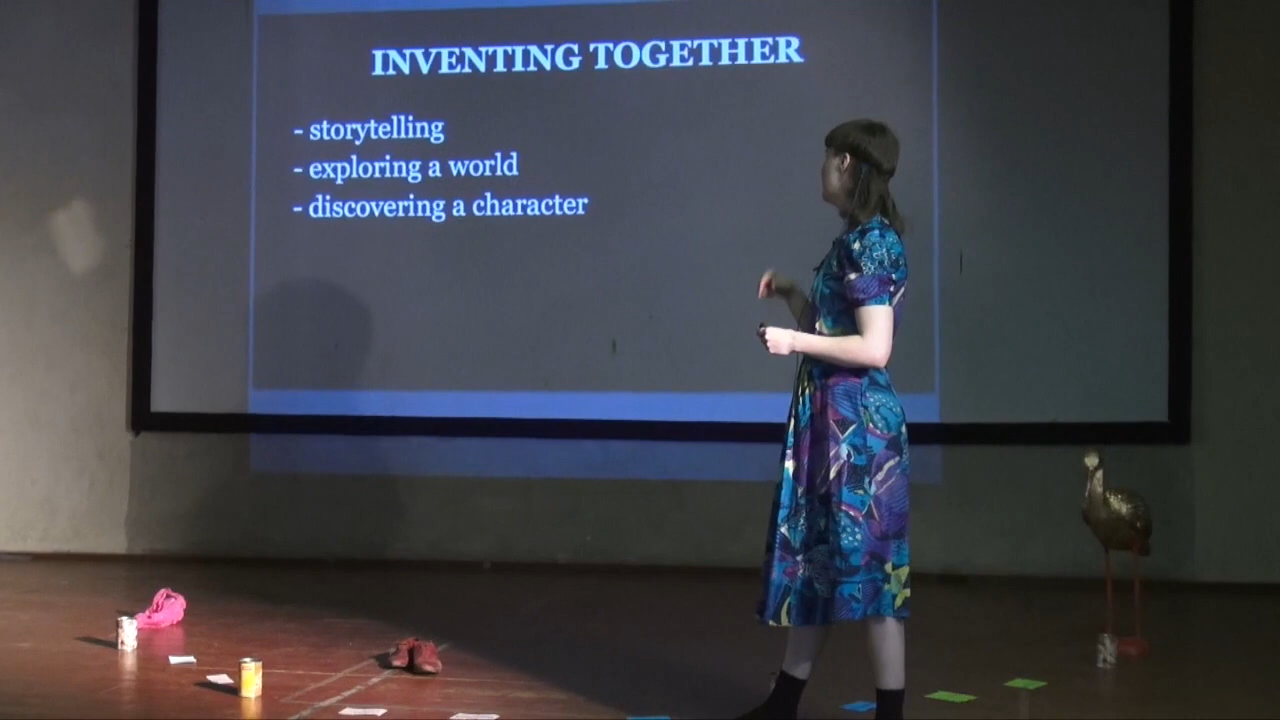 INVENTING TOGETHER
- storytelling
- exploring a world
- discovering a character